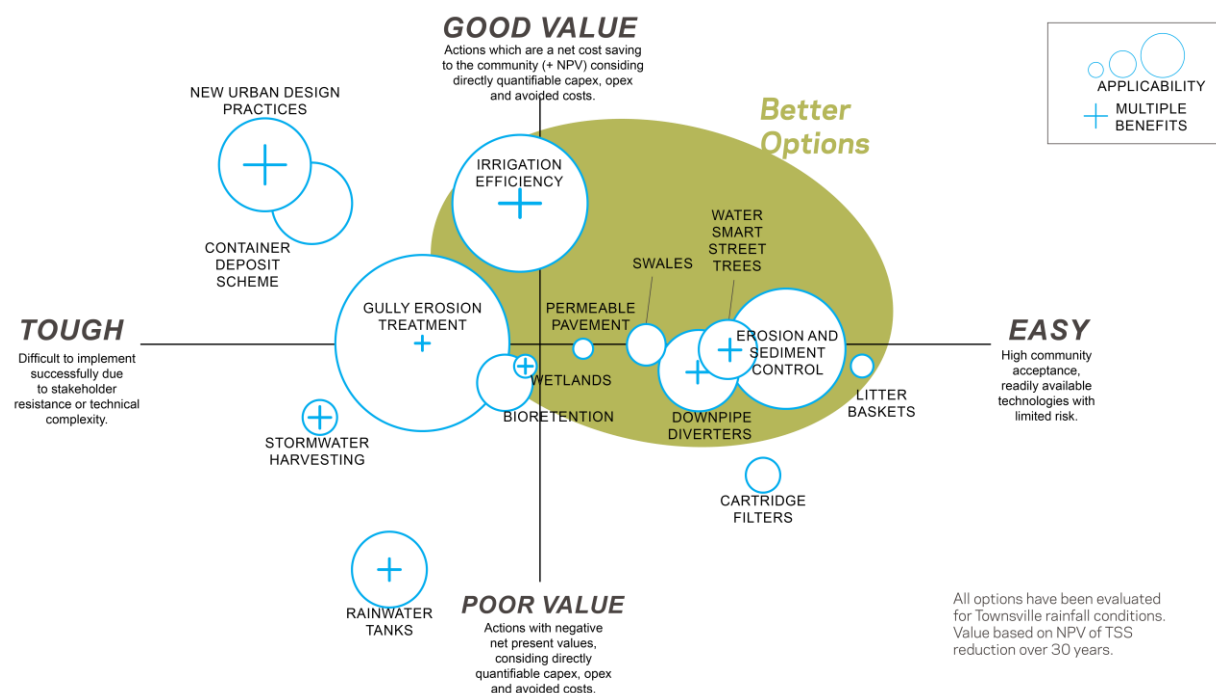 GOOD VALUE
Actions which are a net cost saving
to the community (+ NPV) considering
directly quantifiable capex, opex
and avoided costs.
APPLICABILITY
MULTIPLE
BENEFITS
Better
Options
NEW URBAN DESIGN
PRACTICES
CONTAINER
DEPOSIT
SCHEME
IRRIGATION
EFFICIENCY
WATER
SMART
STREET
TREES
SWALES
PERMEABLE
PAVEMENT
GULLY EROSION
TREATMENT
TOUGH
Difficult to implement
successfully due
to stakeholder
resistance or technical
complexity.
EROSION AND
SEDIMENT
CONTROL
EASY
High community
acceptance,
readily available
technologies with
limited risk.
WETLANDS
BIORETENTION
DOWNPIPE
DIVERTERS
LITTER
BASKETS
STORMWATER
HARVESTING
CARTRIDGE
FILTERS
RAINWATER
TANKS
POOR VALUE
Actions with negative
net present values,
considering directly
quantifiable capex, opex
and avoided costs.
All options have been evaluated
for Townsville rainfall conditions.
Value based on NPV of TSS
reduction over 30 years.